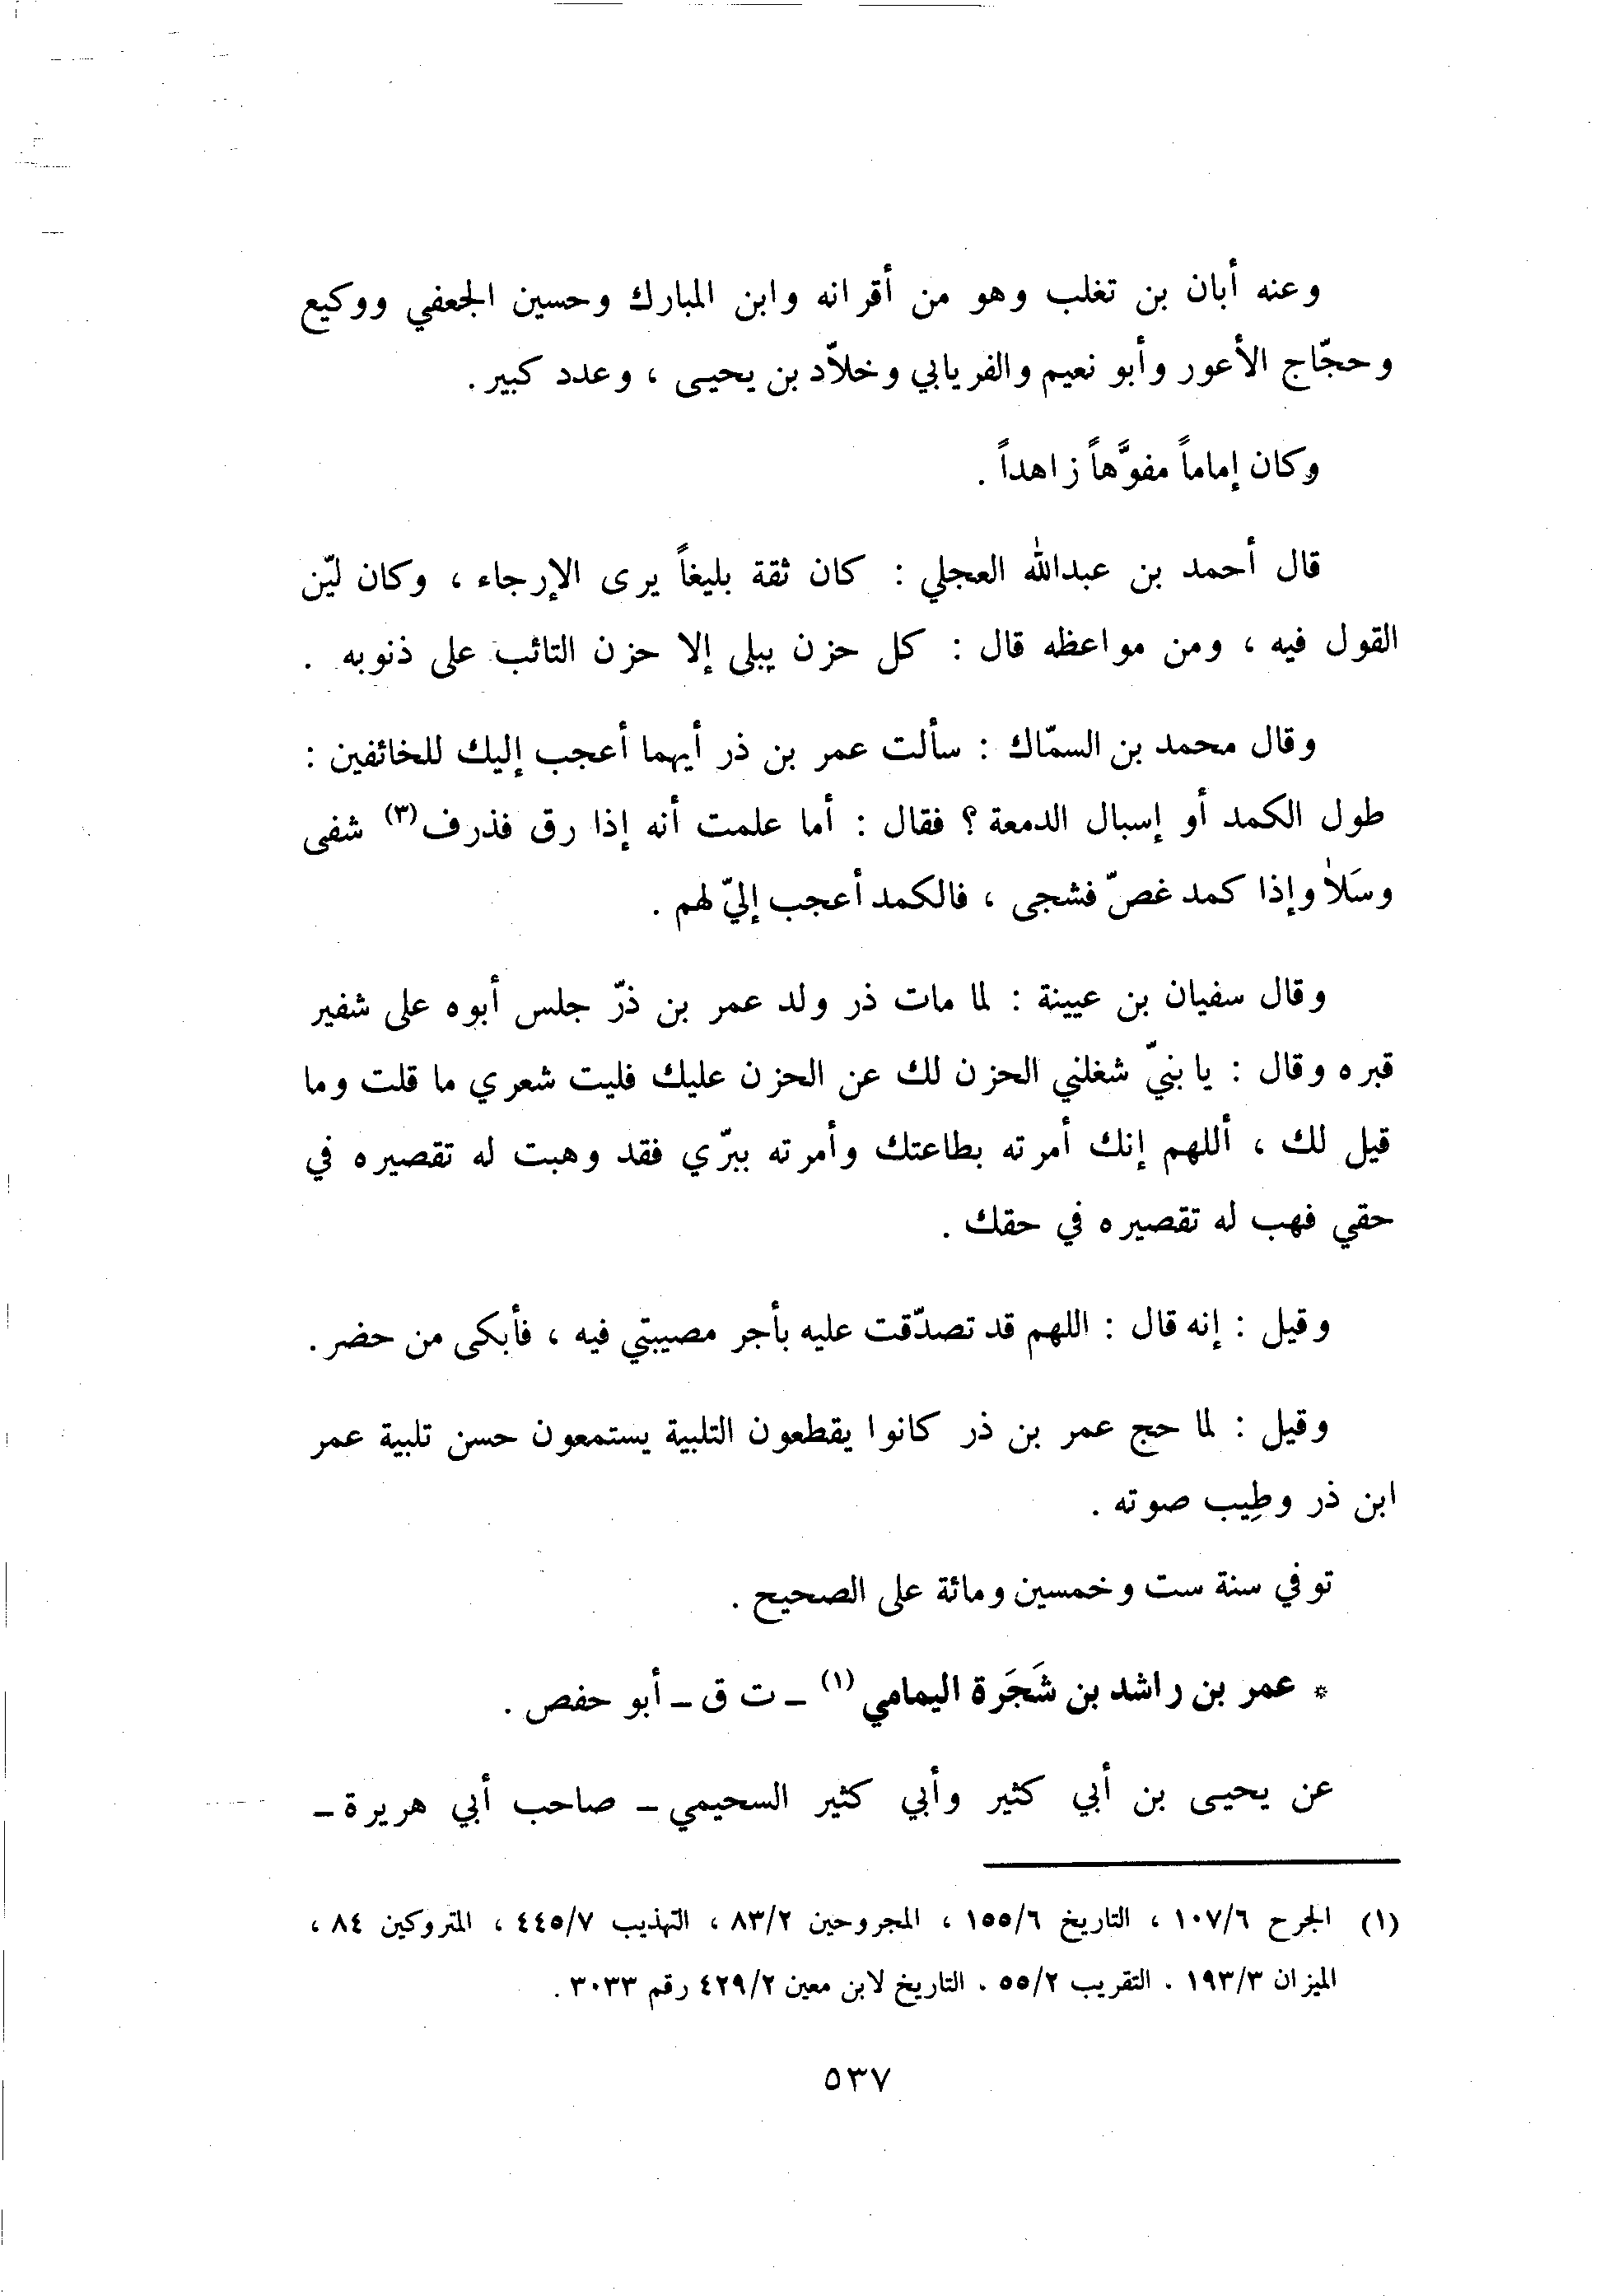 وعنه أبان بن تغلب وهو من أقرانه وابن المبارك وحسين الجعفي ووكيع
وحجّاج الأعور وأبو نعيم والفريابي وخلاّد بن يحيى ، وعدد كبير .
وكان إماماً مفوَّهاً زاهداً .
قال أحمد بن عبدالله العجلي : كان ثقة بليغاً يرى الإرجاء ، وكان ليّن
القول فيه ، ومن مواعظه قال : كل حزن يبلى إلا حزن التائب على ذنوبه .
وقال محمد بن السمّاك : سألت عمر بن ذر أيهما أعجب إليك للخائفين :
طول الكمد أو إسبال الدمعة ؟ فقال : أما علمت أنه إذا رق فذرف (٣) شفى
وسَلا وإذا كمد غصّ فشجى ، فالكمد أعجب إليّ لهم .
وقال سفيان بن عيينة : لما مات ذر ولد عمر بن ذرّ جلس أبوه على شفير
قبره وقال : يا بنيّ شغلني الحزن لك عن الحزن عليك فليت شعري ما قلت وما
قيل لك ، أللهم إنك أمرته بطاعتك وأمرته ببرّي فقد وهبت له تقصيره في
حقي فهب له تقصيره في حقك .
وقيل : إنه قال : اللهم قد تصدّقت عليه بأجر مصيبتي فيه ، فأبكى من حضر .
وقيل : لما حج عمر بن ذر كانوا يقطعون التلبية يستمعون حسن تلبية عمر
ابن ذر وطِيب صوته .
توفي سنة ست وخمسين ومائة على الصحيح .
* عمر بن راشد بن شَجَرَة اليمامي (١) ـ ت ق ـ أبو حفص .
عن يحيى بن أبي كثير وأبي كثير السحيمي ـ صاحب أبي هريرة ـ
(١) الجرح ١٠٧/٦ ، التاريخ ١٥٥/٦ ، المجروحين ٨٣/٢ ، التهذيب ٤٤٥/٧ ، المتروكين ٨٤ ،
الميزان ١٩٣/٣ . التقريب ٥٥/٢ . التاريخ لابن معين ٤٢٩/٢ رقم ٣٠٣٣ .
٥٣٧